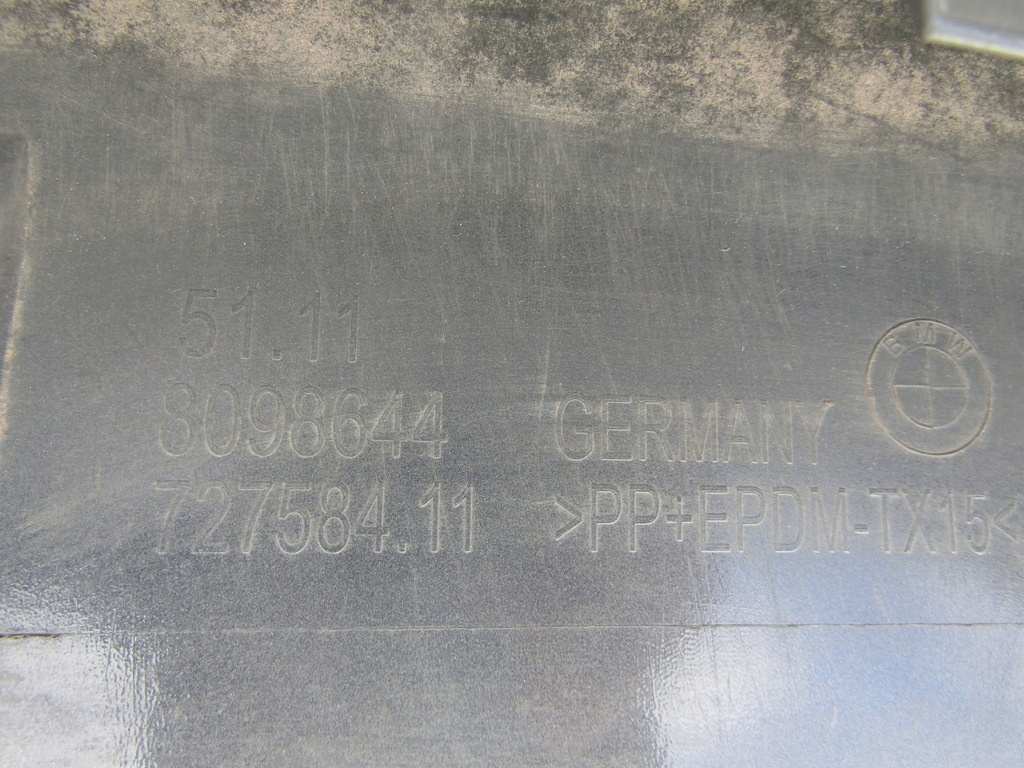 51.11
8098644
727584.11
GERMANY
>PP+EPDM-TX15<
BMW